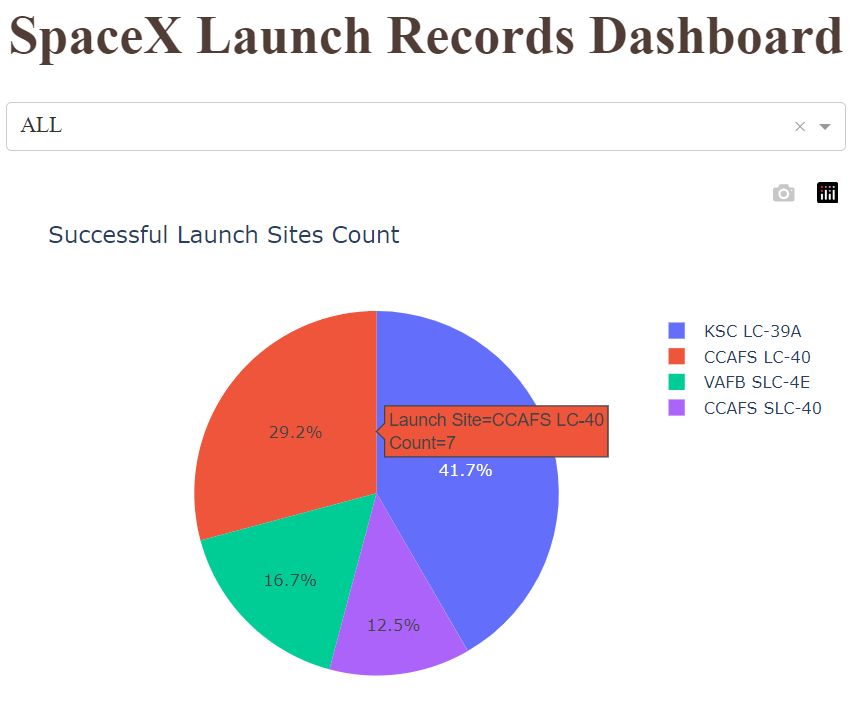 SpaceX Launch Records Dashboard
ALL
Successful Launch Sites Count
KSC LC-39A
CCAFS LC-40
VAFB SLC-4E
CCAFS SLC-40
29.2%
Launch Site=CCAFS LC-40
Count=7
41.7%
16.7%
12.5%